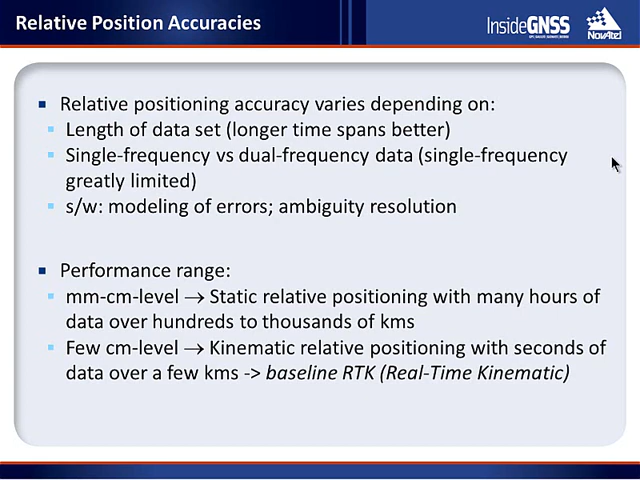 Relative Position Accuracies
InsideGNSS
NovAtel
Relative positioning accuracy varies depending on:
Length of data set (longer time spans better)
Single-frequency vs dual-frequency data (single-frequency
greatly limited)
s/w: modeling of errors; ambiguity resolution
Performance range:
mm-cm-level → Static relative positioning with many hours of
data over hundreds to thousands of kms
Few cm-level → Kinematic relative positioning with seconds of
data over a few kms -> baseline RTK (Real-Time Kinematic)